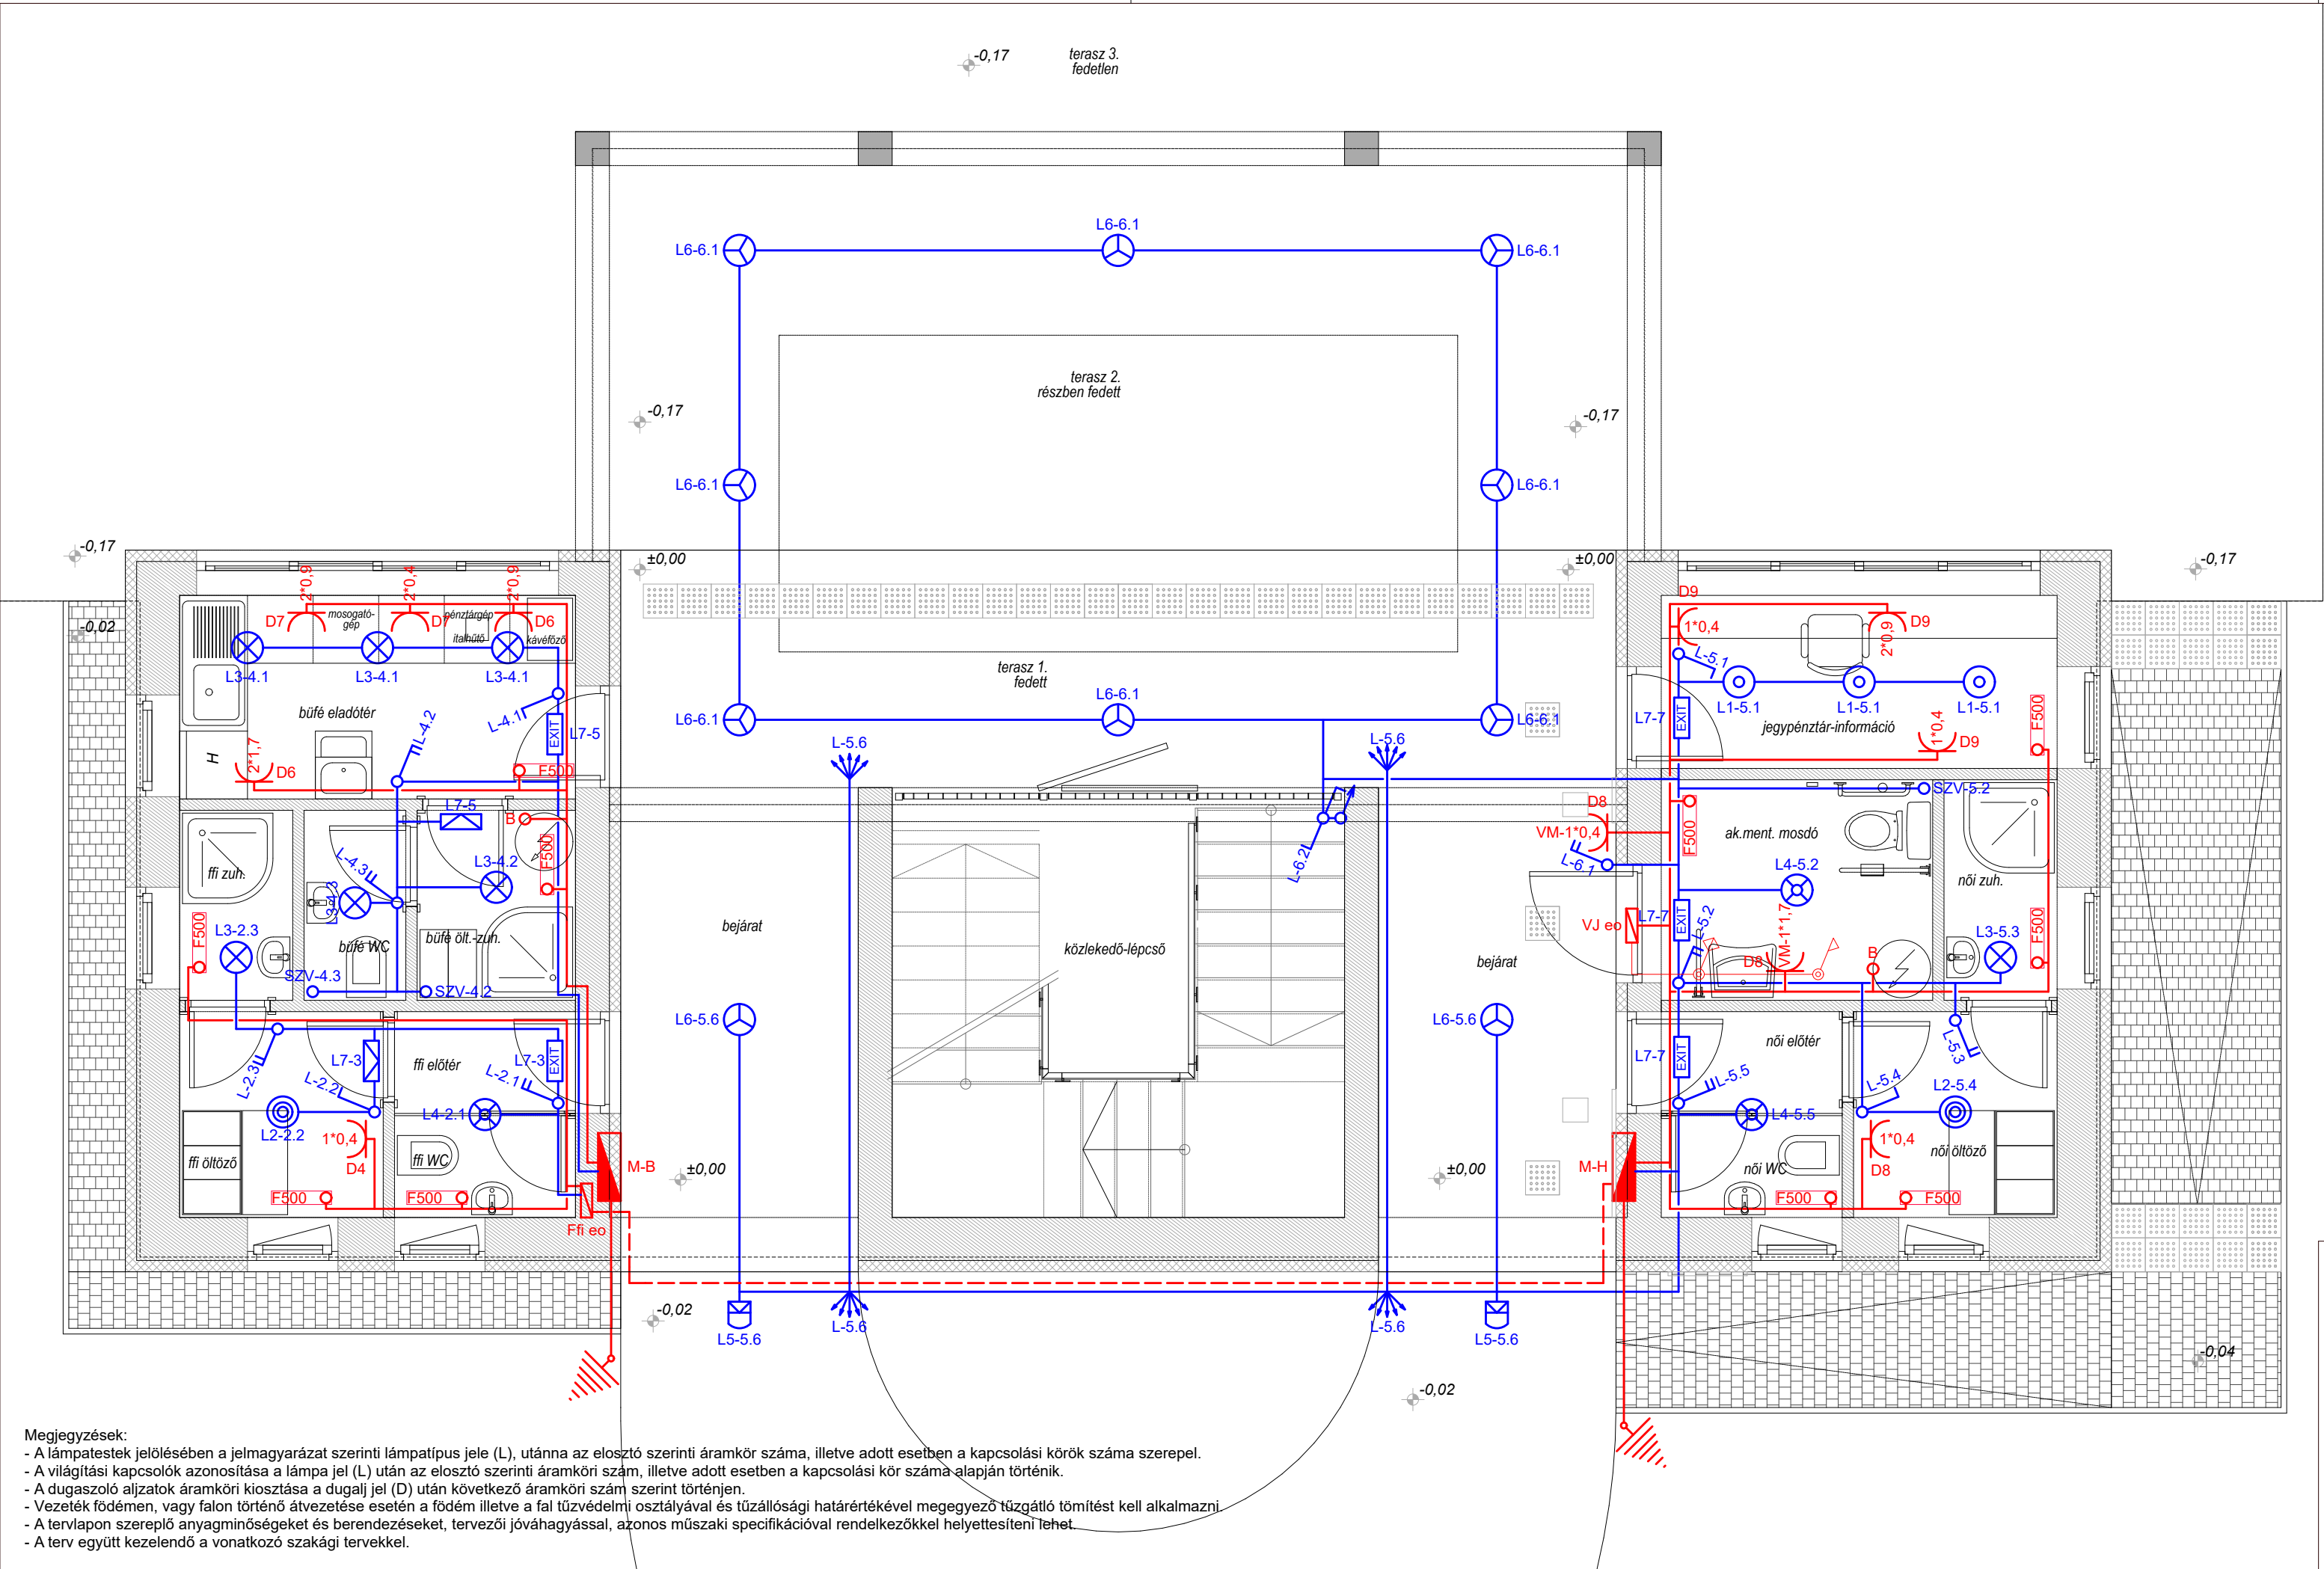 -0,17
terasz 3.
fedetlen
L6-6.1
L6-6.1
L6-6.1
terasz 2.
részben fedett
-0,17
-0,17
L6-6.1
L6-6.1
-0,17
±0,00
±0,00
-0,17
-0,02
2*0,9
2*0,4
2*0,9
D7
mosogató-
gép
D7
pénztárgép
italhűtő
D6
kávéfőző
L3-4.1
L3-4.1
L3-4.1
büfé eladótér
L-4.1
L-4.2
EXIT
L7-5
H
2*1,7
D6
F500
L7-5
B
F500
L3-4.2
ffi zuh.
L-4.3
L3-4.3
F500
L3-2.3
büfé WC
büfé ölt.-zuh.
SZV-4.3
SZV-4.2
L7-3
ffi előtér
L7-3
EXIT
L-2.3
L-2.2
L-2.1
L2-2.2
L4-2.1
1*0,4
D4
ffi öltöző
ffi WC
F500
F500
Ffi eo
M-B
terasz 1.
fedett
L6-6.1
L6-6.1
L6-6.1
L-5.6
L-5.6
L-6.2
bejárat
közlekedő-lépcső
bejárat
L6-5.6
L6-5.6
±0,00
±0,00
D9
1*0,4
2*0,9
D9
L-5.1
L1-5.1
L1-5.1
L1-5.1
L7-7
EXIT
jegypénztár-információ
1*0,4
D9
F500
D8
VM-1*0,4
L-6.1
F500
ak.ment. mosdó
SZV-5.2
L4-5.2
női zuh.
VJ eo
L7-7
EXIT
L-5.2
D8
VM-1*1,7
B
L3-5.3
F500
L7-7
EXIT
női előtér
L-5.3
L-5.5
L-5.4
L2-5.4
L4-5.5
1*0,4
D8
női öltöző
női WC
M-H
F500
F500
-0,02
L5-5.6
L-5.6
L-5.6
L5-5.6
-0,04
-0,02
Megjegyzések:
- A lámpatestek jelölésében a jelmagyarázat szerinti lámpatípus jele (L), utánna az elosztó szerinti áramkör száma, illetve adott esetben a kapcsolási körök száma szerepel.
- A világítási kapcsolók azonosítása a lámpa jel (L) után az elosztó szerinti áramköri szám, illetve adott esetben a kapcsolási kör száma alapján történik.
- A dugaszoló aljzatok áramköri kiosztása a dugalj jel (D) után következő áramköri szám szerint történjen.
- Vezeték födémen, vagy falon történő átvezetése esetén a födém illetve a fal tűzvédelmi osztályával és tűzállósági határértékével megegyező tűzgátló tömítést kell alkalmazni.
- A tervlapon szereplő anyagminőségeket és berendezéseket, tervezői jóváhagyással, azonos műszaki specifikációval rendelkezőkkel helyettesíteni lehet.
- A terv együtt kezelendő a vonatkozó szakági tervekkel.